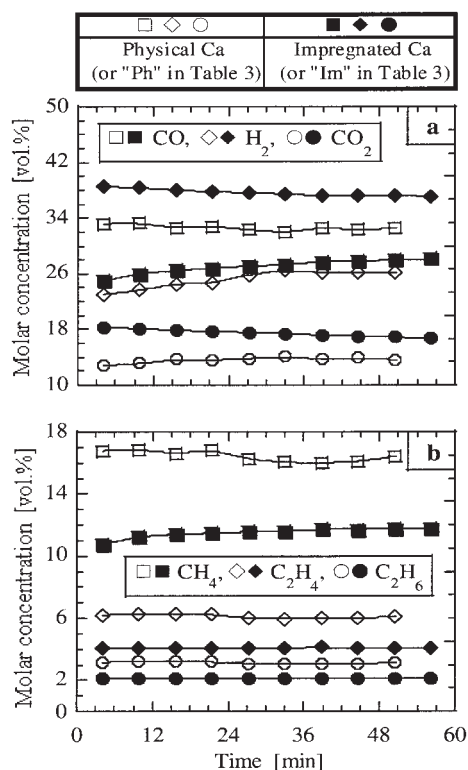 Physical Ca
(or "Ph" in Table 3)
Impregnated Ca
(or "Im" in Table 3)
Molar concentration [vol.%]
50
42
34
26
18
10
CO, H2, CO2
a
Molar concentration [vol.%]
18
14
10
6
2
0
b
CH4, C2H4, C2H6
0 12 24 36 48 60
Time [min]